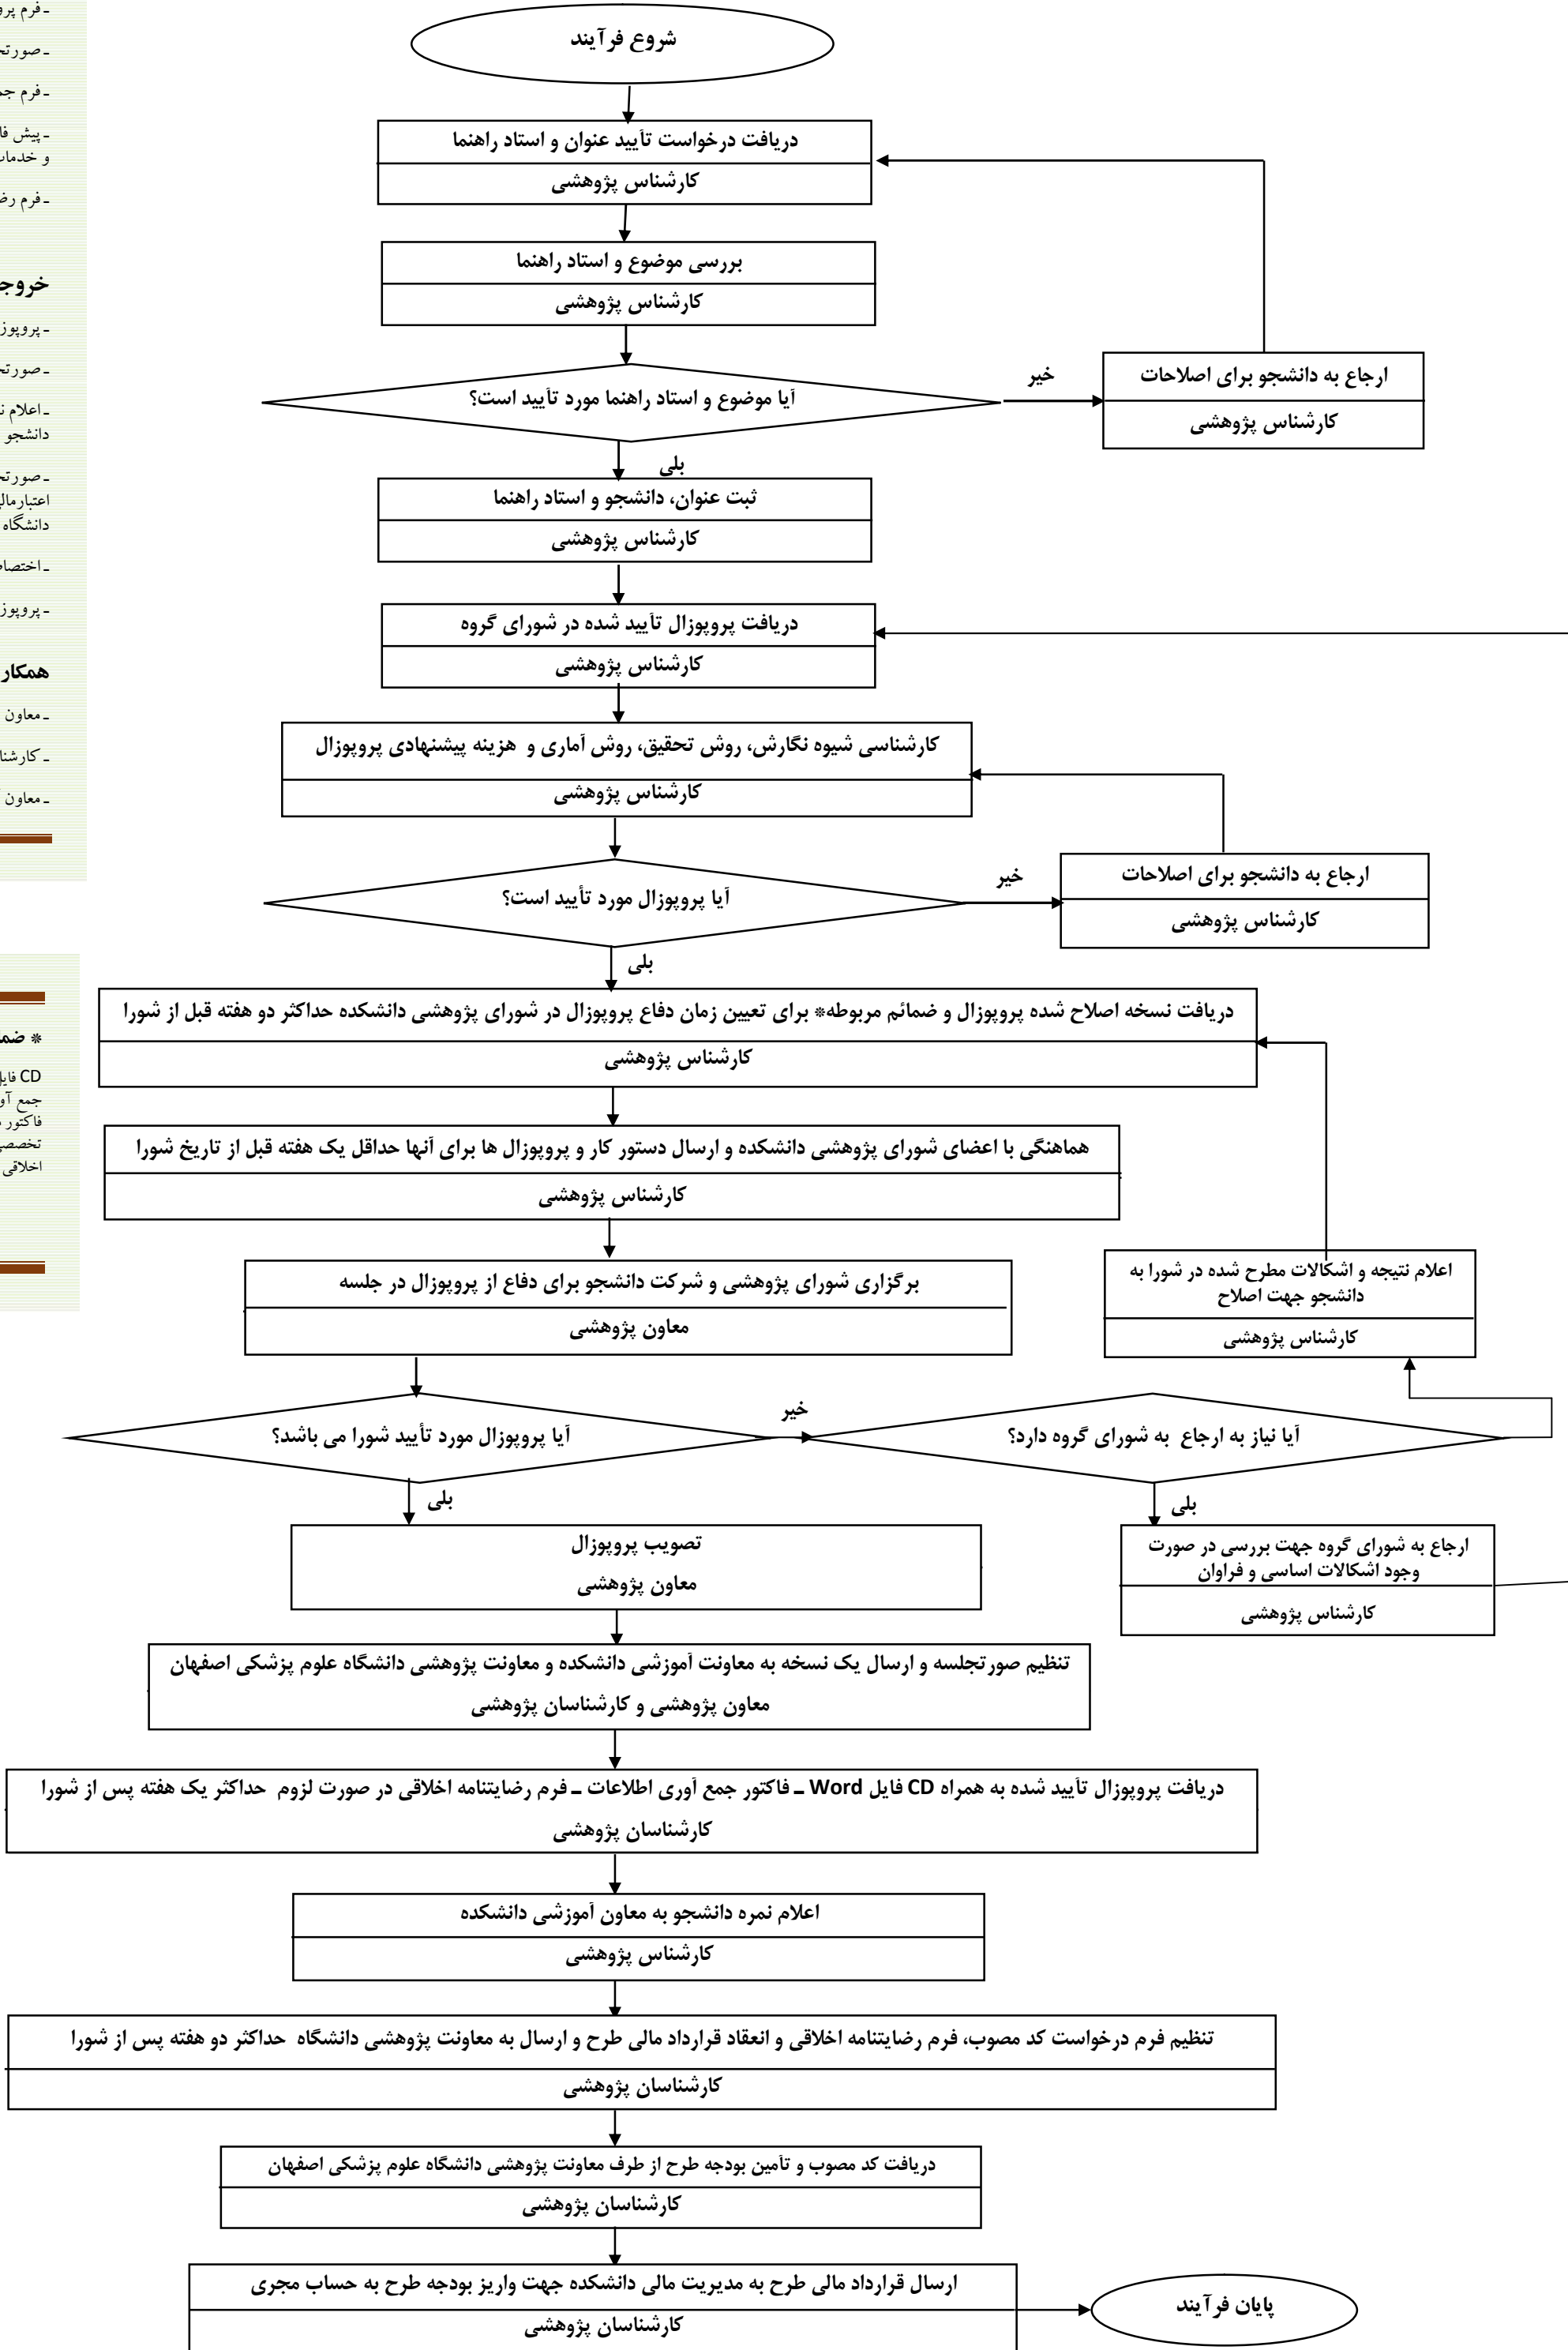 شروع فرآیند
دریافت درخواست تأیید عنوان و استاد راهنما
کارشناس پژوهشی
بررسی موضوع و استاد راهنما
کارشناس پژوهشی
آیا موضوع و استاد راهنما مورد تأیید است؟
خیر
ارجاع به دانشجو برای اصلاحات
کارشناس پژوهشی
بلی
ثبت عنوان، دانشجو و استاد راهنما
کارشناس پژوهشی
دریافت پروپوزال تأیید شده در شورای گروه
کارشناس پژوهشی
کارشناسی شیوه نگارش، روش تحقیق، روش آماری و هزینه پیشنهادی پروپوزال
کارشناس پژوهشی
آیا پروپوزال مورد تأیید است؟
خیر
ارجاع به دانشجو برای اصلاحات
کارشناس پژوهشی
بلی
دریافت نسخه اصلاح شده پروپوزال و ضمائم مربوطه* برای تعیین زمان دفاع پروپوزال در شورای پژوهشی دانشکده حداکثر دو هفته قبل از شورا
کارشناس پژوهشی
هماهنگی با اعضای شورای پژوهشی دانشکده و ارسال دستور کار و پروپوزال ها برای آنها حداقل یک هفته قبل از تاریخ شورا
کارشناس پژوهشی
برگزاری شورای پژوهشی و شرکت دانشجو برای دفاع از پروپوزال در جلسه
معاون پژوهشی
اعلام نتیجه و اشکالات مطرح شده در شورا به
دانشجو جهت اصلاح
کارشناس پژوهشی
آیا پروپوزال مورد تأیید شورا می باشد؟
خیر
آیا نیاز به ارجاع به شورای گروه دارد؟
بلی
بلی
تصویب پروپوزال
معاون پژوهشی
ارجاع به شورای گروه جهت بررسی در صورت
وجود اشکالات اساسی و فراوان
کارشناس پژوهشی
تنظیم صورتجلسه و ارسال یک نسخه به معاونت آموزشی دانشکده و معاونت پژوهشی دانشگاه علوم پزشکی اصفهان
معاون پژوهشی و کارشناسان پژوهشی
دریافت پروپوزال تأیید شده به همراه CD فایل Word ـ فاکتور جمع آوری اطلاعات ـ فرم رضایتنامه اخلاقی در صورت لزوم حداکثر یک هفته پس از شورا
کارشناسان پژوهشی
اعلام نمره دانشجو به معاون آموزشی دانشکده
کارشناس پژوهشی
تنظیم فرم درخواست کد مصوب، فرم رضایتنامه اخلاقی و انعقاد قرارداد مالی طرح و ارسال به معاونت پژوهشی دانشگاه حداکثر دو هفته پس از شورا
کارشناسان پژوهشی
دریافت کد مصوب و تأمین بودجه طرح از طرف معاونت پژوهشی دانشگاه علوم پزشکی اصفهان
کارشناسان پژوهشی
ارسال قرارداد مالی طرح به مدیریت مالی دانشکده جهت واریز بودجه طرح به حساب مجری
کارشناسان پژوهشی
پایان فرآیند
ـ فرم
ـ
ـ فرم
ـ پیش
و
ـ فرم
ـ
ـ
ـ اعلام
دانشجو
ـ
دانشگاه
ـ
ـ
ـ معاون
ـ
ـ معاون
*
CD
جمع
فاکتور
اخلاقی